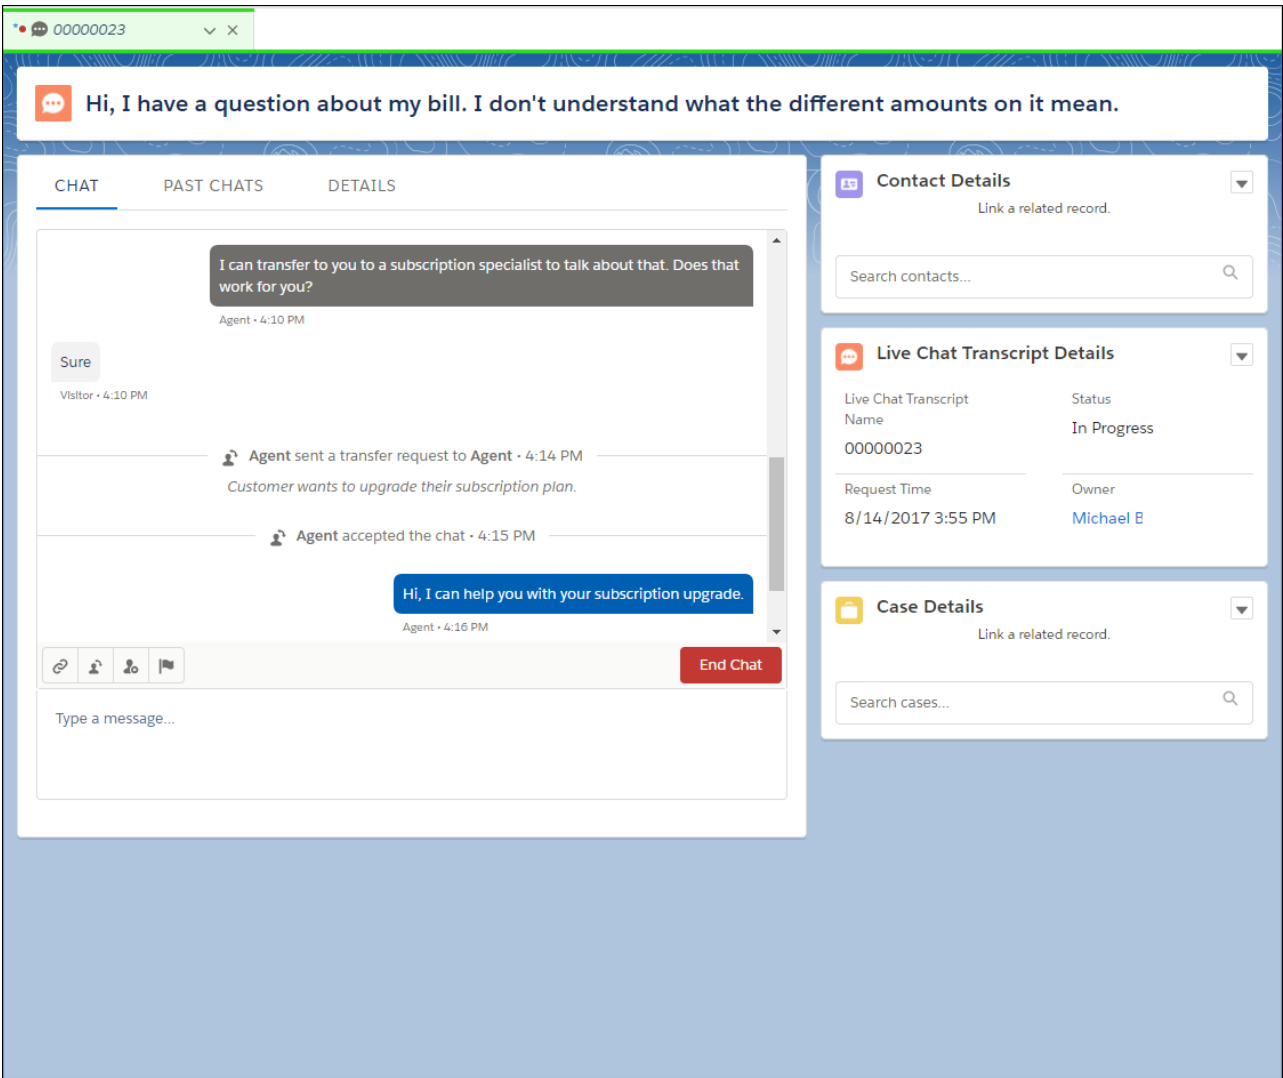 00000023
Hi, I have a question about my bill. I don't understand what the different amounts on it mean.
CHAT
PAST CHATS
DETAILS
I can transfer to you to a subscription specialist to talk about that. Does that
work for you?
Agent • 4:10 PM
Sure
Visitor • 4:10 PM
Agent sent a transfer request to Agent • 4:14 PM
Customer wants to upgrade their subscription plan.
Agent accepted the chat • 4:15 PM
Hi, I can help you with your subscription upgrade.
Agent • 4:16 PM
End Chat
Type a message...
Contact Details
Link a related record.
Search contacts...
Live Chat Transcript Details
Live Chat Transcript
Name
00000023
Status
In Progress
Request Time
8/14/2017 3:55 PM
Owner
Michael B
Case Details
Link a related record.
Search cases...